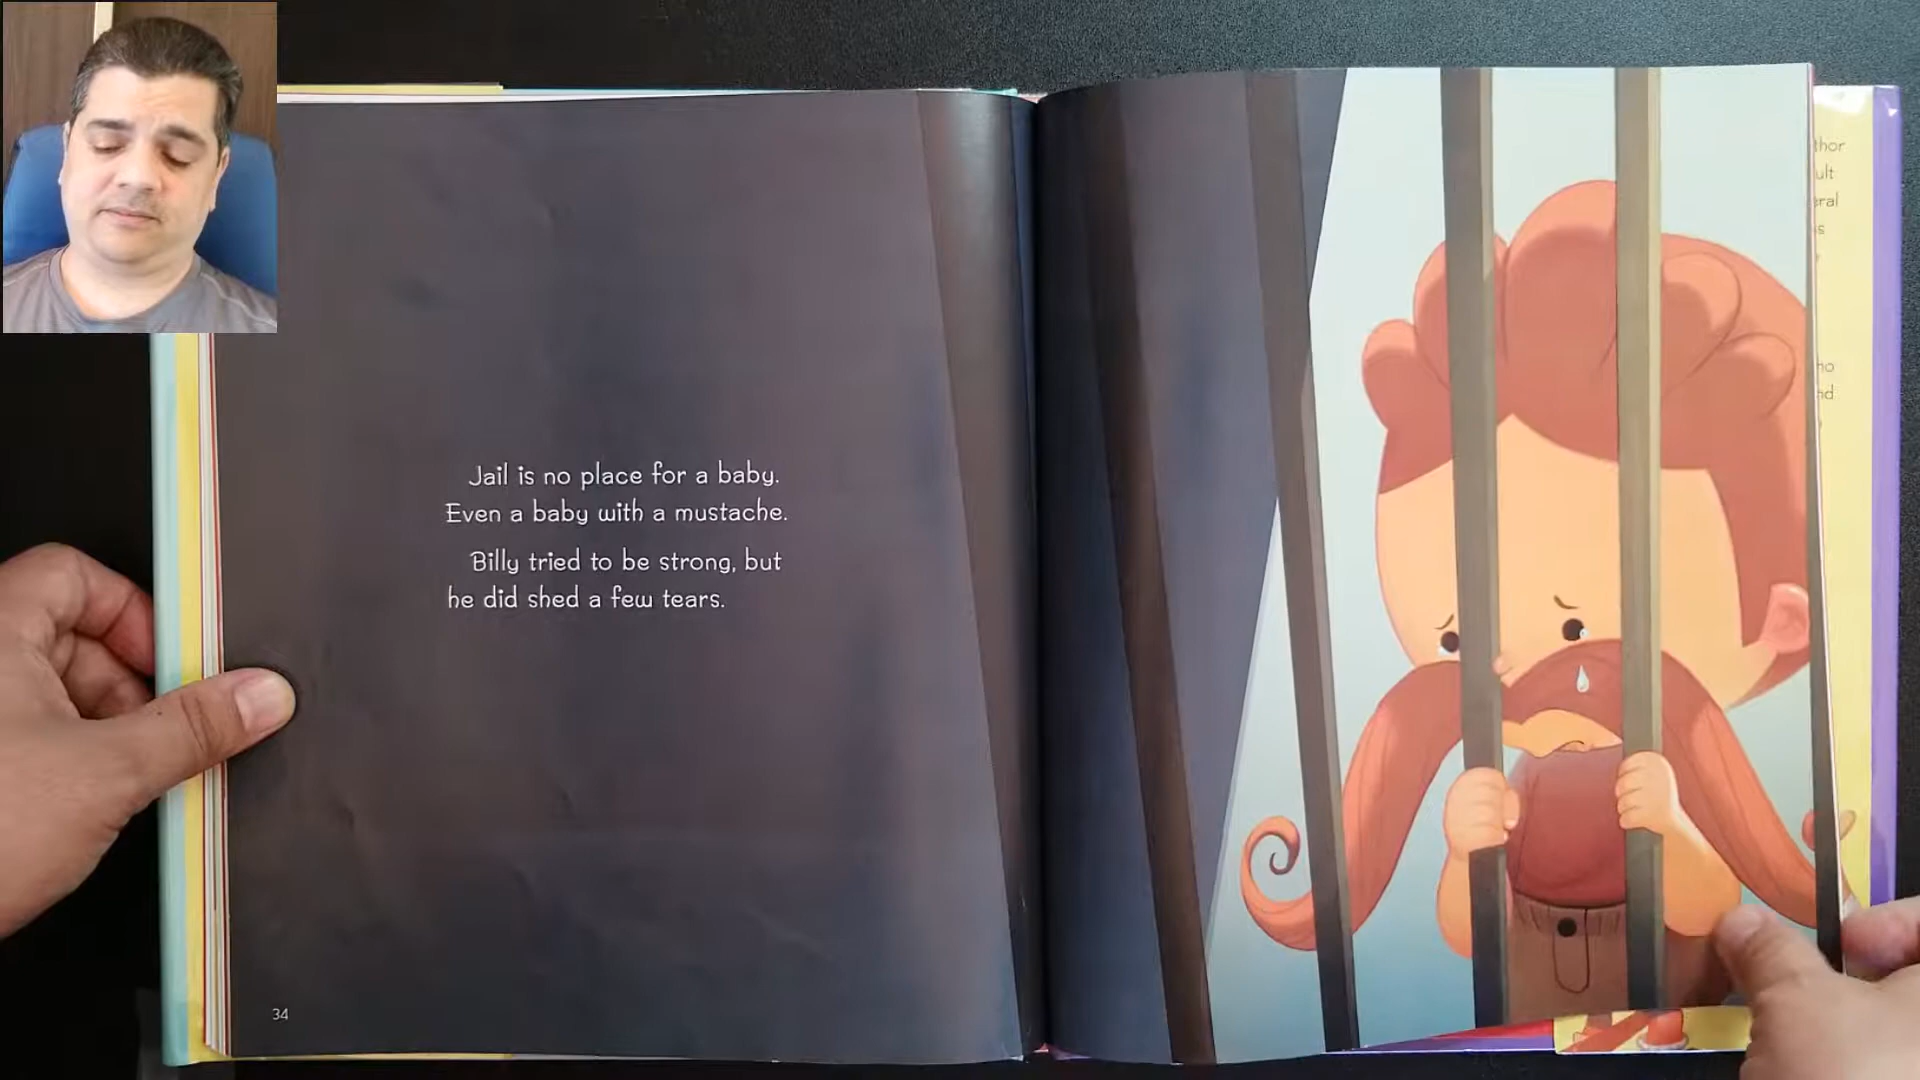 Jail is no place for a baby.
Even a baby with a mustache.
Billy tried to be strong, but
he did shed a few tears.
34